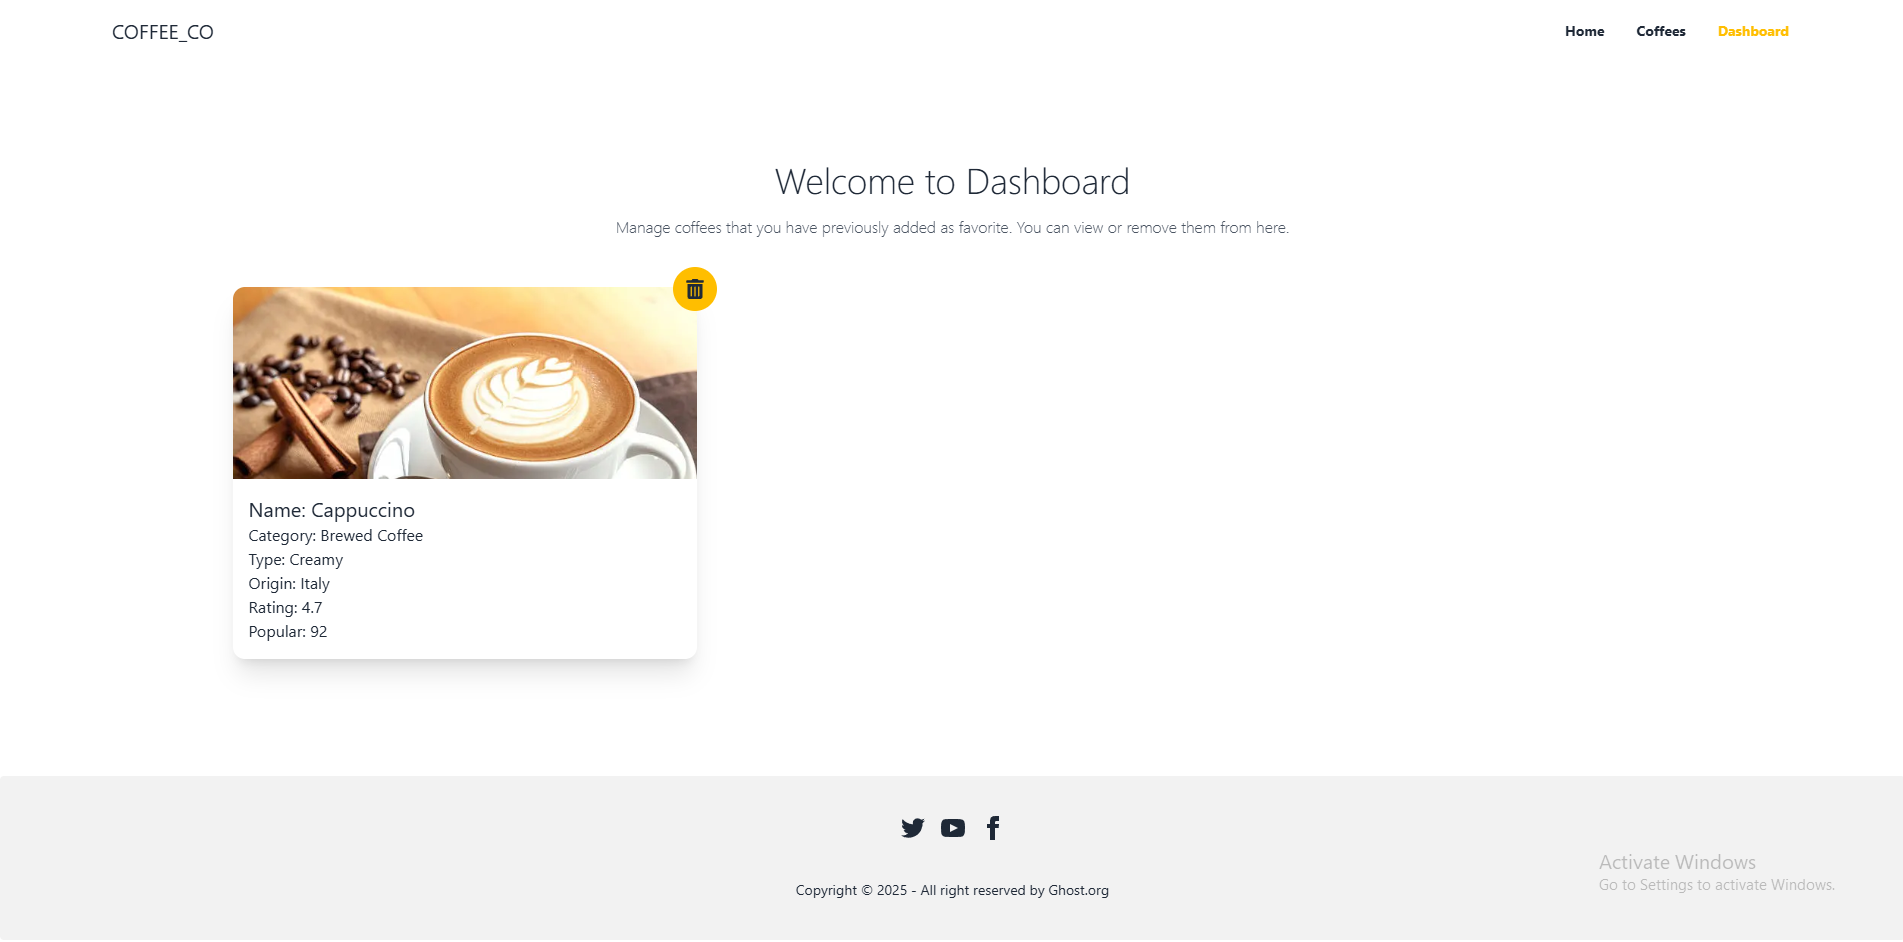 COFFEE_CO
Home
Coffees
Dashboard
Welcome to Dashboard
Manage coffees that you have previously added as favorite. You can view or remove them from here.
Name: Cappuccino
Category: Brewed Coffee
Type: Creamy
Origin: Italy
Rating: 4.7
Popular: 92
Copyright © 2025 - All right reserved by Ghost.org
Activate Windows
Go to Settings to activate Windows.